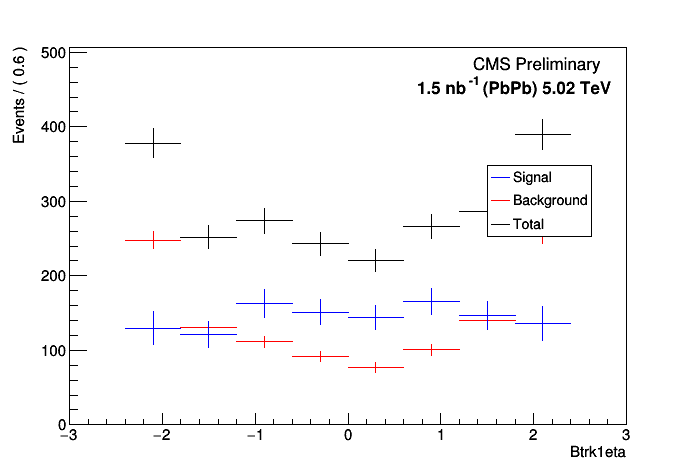 CMS Preliminary
1.5 nb-1 (PbPb) 5.02 TeV
Events / ( 0.6 )
500
400
300
200
100
0
Signal
Background
Total
−3 −2 −1 0 1 2 3
Btrk1eta